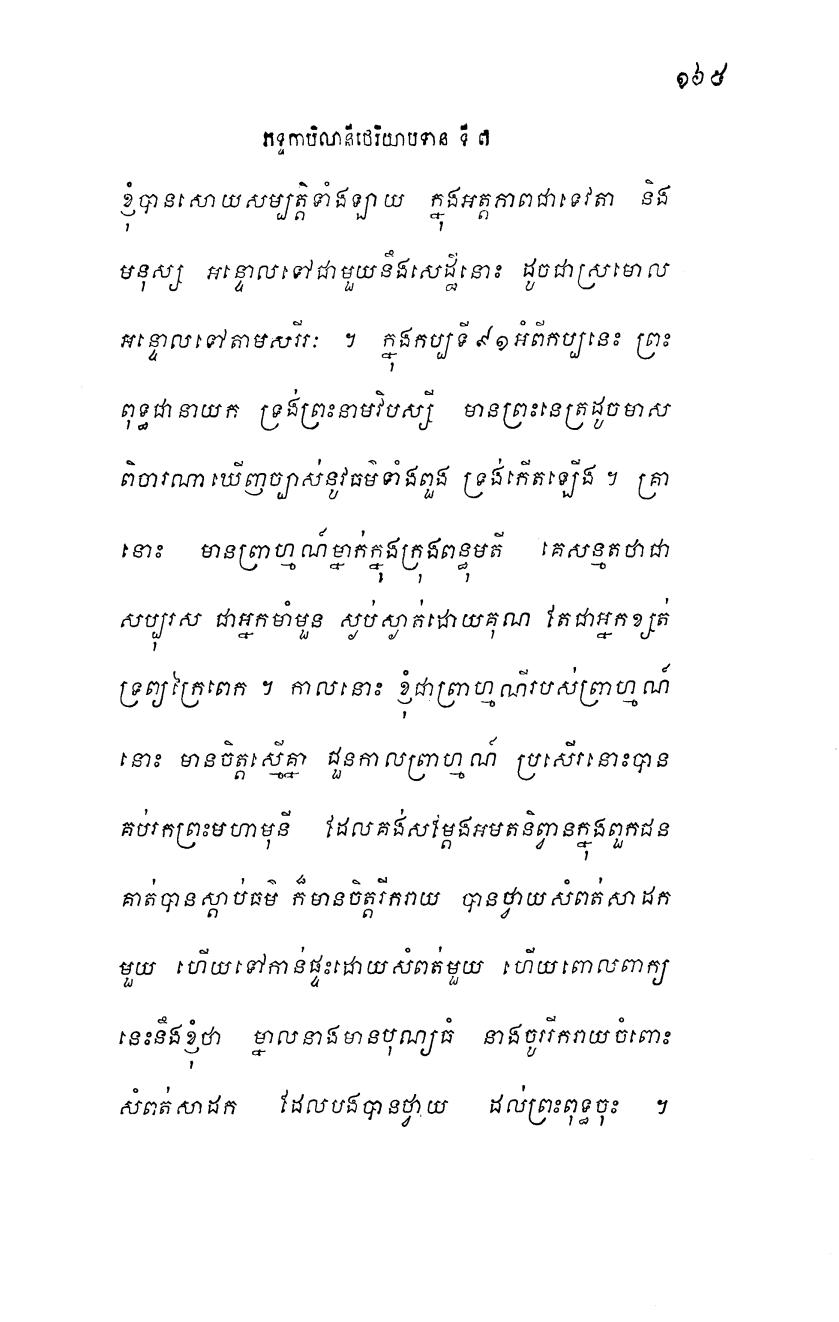 ១៦៥
ភទ្ទកាបិលានីថេរិយាបទាន ទី ៧
ខ្ញុំបានសោយសម្បត្តិទាំងឡាយ ក្នុងអត្តភាពជាទេវតា និង
មនុស្ស អន្ទោលទៅជាមួយនឹងសេដ្ឋីនោះ ដូចជាស្រមោល
អន្ទោលទៅតាមសរីរៈ ។ ក្នុងកប្បទី ៩១ អំពីកប្បនេះ ព្រះ
ពុទ្ធជានាយក ទ្រង់ព្រះនាមវិបស្សី មានព្រះនេត្រដូចមាស
ពិចារណាឃើញច្បាស់នូវធម៌ទាំងពួង ទ្រង់កើតឡើង ។ គ្រា
នោះ មានព្រាហ្មណ៍ម្នាក់ក្នុងក្រុងពន្ធុមតី គេសន្មតថាជា
សប្បុរស ជាអ្នកមាំមួន ស្ងប់ស្ងាត់ដោយគុណ តែជាអ្នកខ្សត់
ទ្រព្យក្រៃពេក ។ កាលនោះ ខ្ញុំជាព្រាហ្មណីរបស់ព្រាហ្មណ៍
នោះ មានចិត្តស្មើគ្នា ដួនកាលព្រាហ្មណ៍ ប្រសើរនោះបាន
គប់រកព្រះមហាមុនី ដែលគង់សម្តែងអមតនិព្វានក្នុងពួកជន
គាត់បានស្តាប់ធម៌ ក៏មានចិត្តរីករាយ បានថ្វាយសំពត់សាដក
មួយ ហើយទៅកាន់ផ្ទះដោយសំពត់មួយ ហើយពោលពាក្យ
នេះនឹងខ្ញុំថា ម្នាលនាងមានបុណ្យធំ នាងចូររីករាយចំពោះ
សំពត់សាដក ដែលបងបានថ្វាយ ដល់ព្រះពុទ្ធចុះ ។